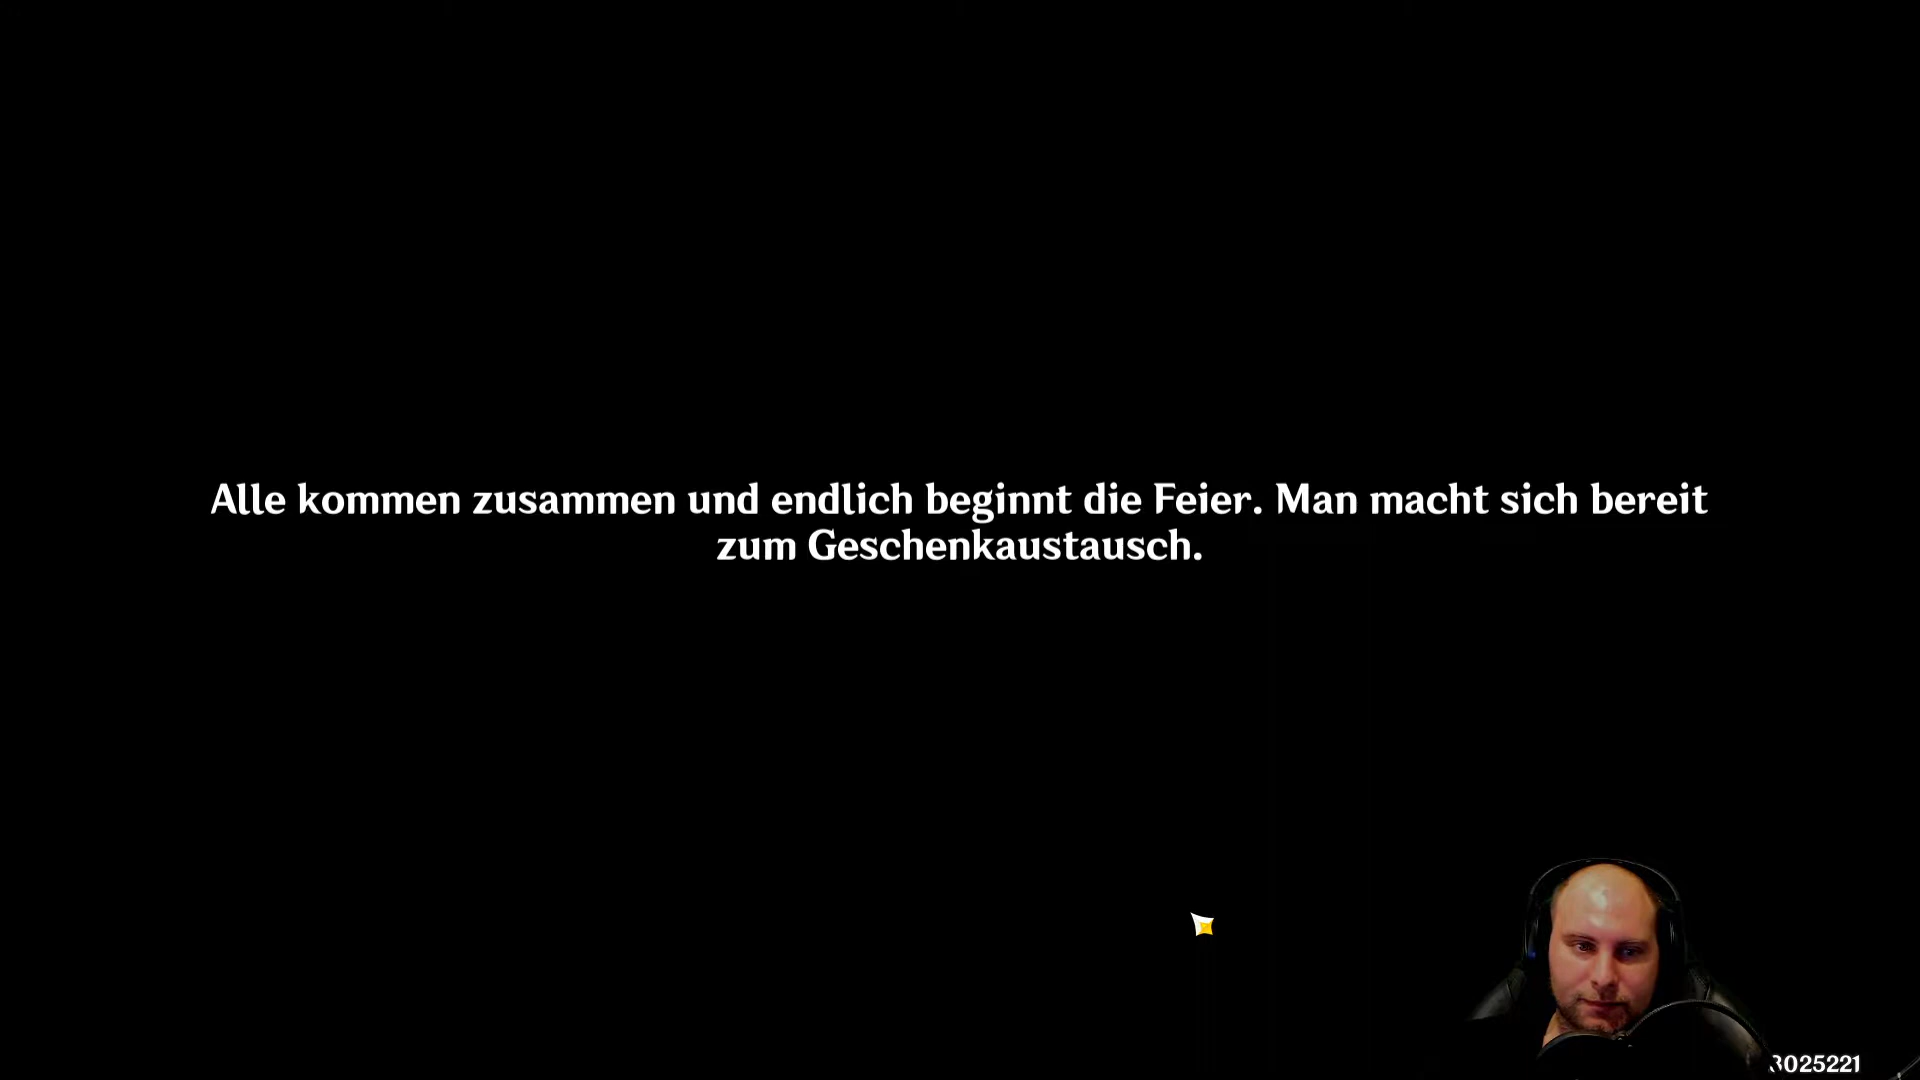 Alle kommen zusammen und endlich beginnt die Feier. Man macht sich bereit
zum Geschenkaustausch.
3025221